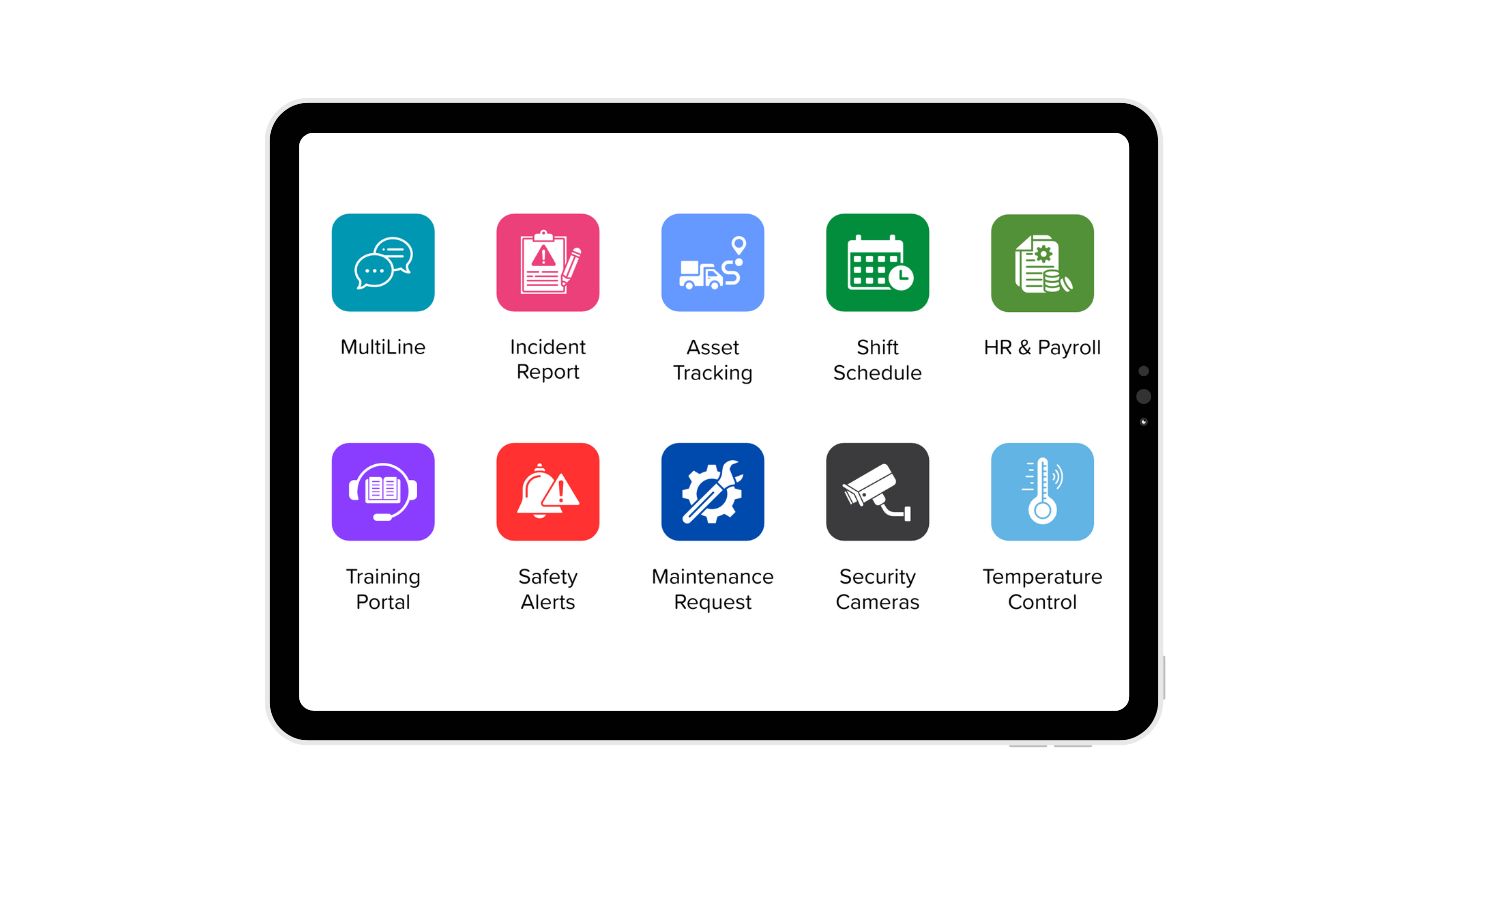 MultiLine
Incident
Report
Asset
Tracking
Shift
Schedule
HR & Payroll
Training
Portal
Safety
Alerts
Maintenance
Request
Security
Cameras
Temperature
Control